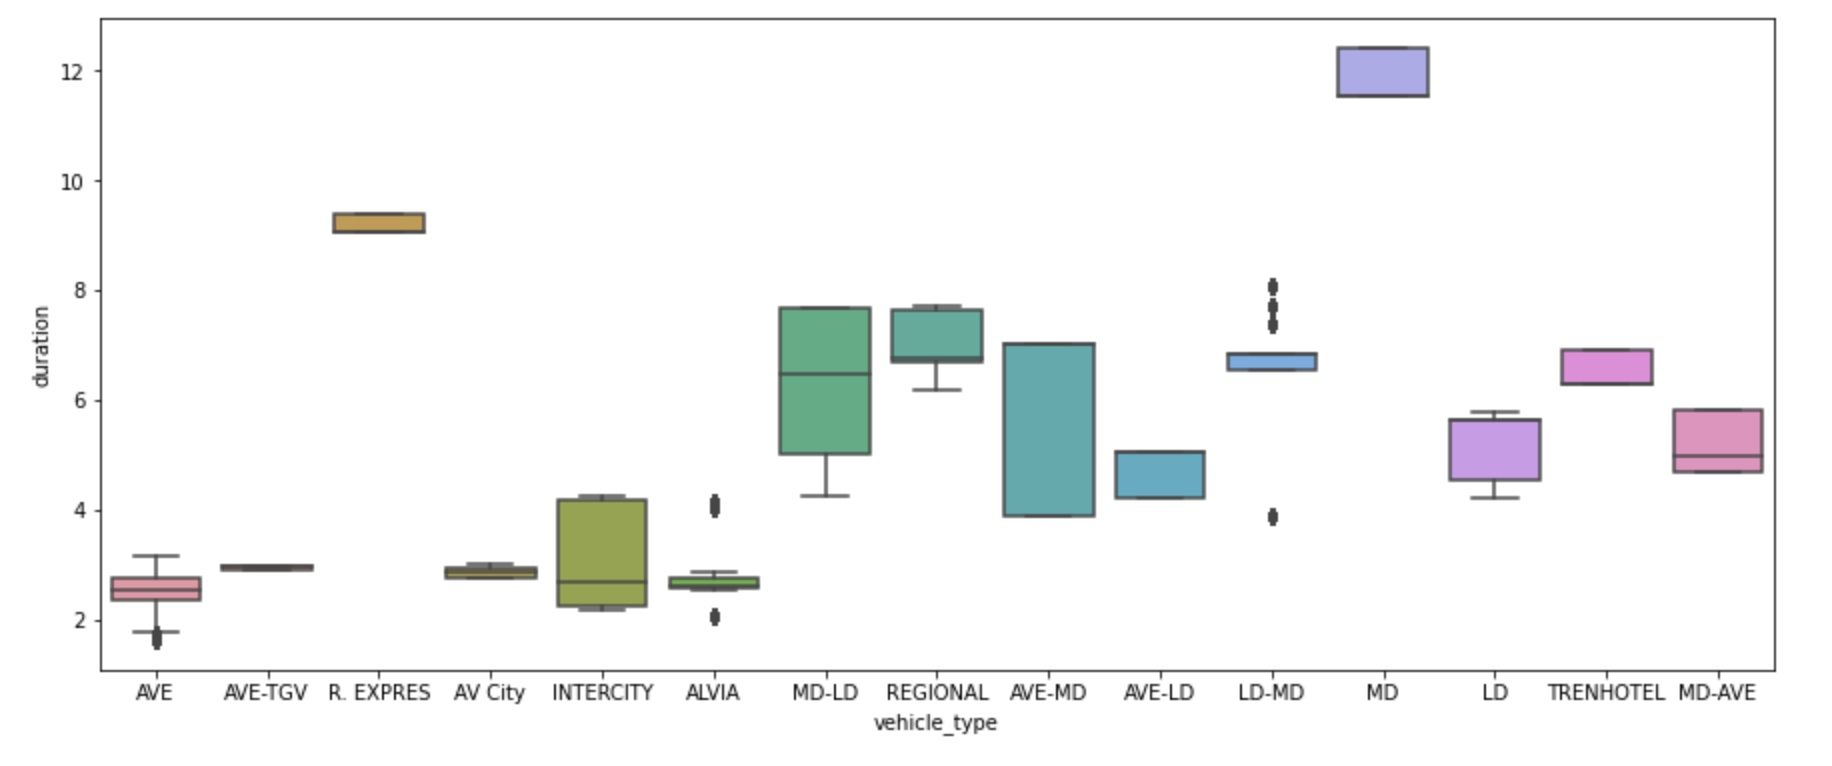 12
10
8
6
4
2
duration
AVE AVE-TGV R. EXPRES AV City INTERCITY ALVIA MD-LD REGIONAL AVE-MD AVE-LD LD-MD MD LD TRENHOTEL MD-AVE
vehicle_type